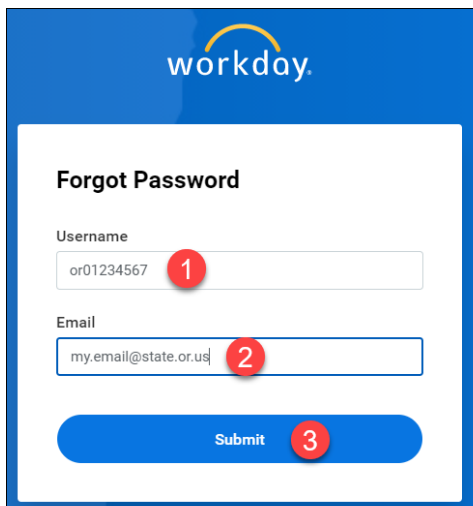 workday.
Forgot Password
Username
or01234567 1
Email
my.email@state.or.us 2
Submit 3